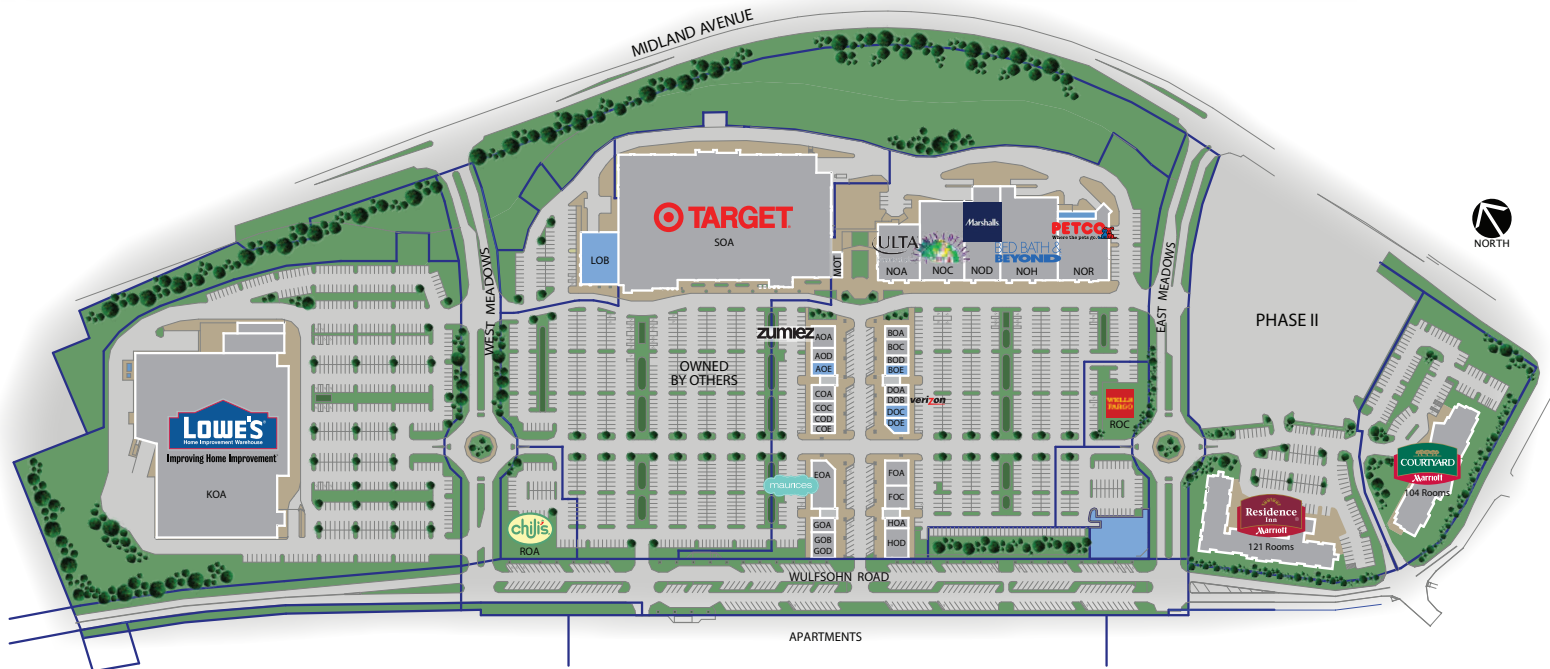 MIDLAND AVENUE
TARGET
SOA
LOB
MOT
ULTA
NOA
NOC
Marshalls
NOD
BED BATH &
BEYOND
NOH
PETCO
Where the pets go.
NOR
NORTH
WEST MEADOWS
EAST MEADOWS
PHASE II
zumiez
AOA
AOD
AOE
COA
COC
COD
COE
BOA
BOC
BOD
BOE
DOA
DOB
verizon
DOC
DOE
OWNED
BY OTHERS
WELLS
FARGO
ROC
LOWE'S
Home Improvement Warehouse
Improving Home Improvement
KOA
maurices
EOA
GOA
GOB
GOD
FOA
FOC
HOA
HOD
chili's
ROA
COURTYARD
Marriott
104 Rooms
Residence
Inn
Marriott
121 Rooms
WULFSOHN ROAD
APARTMENTS